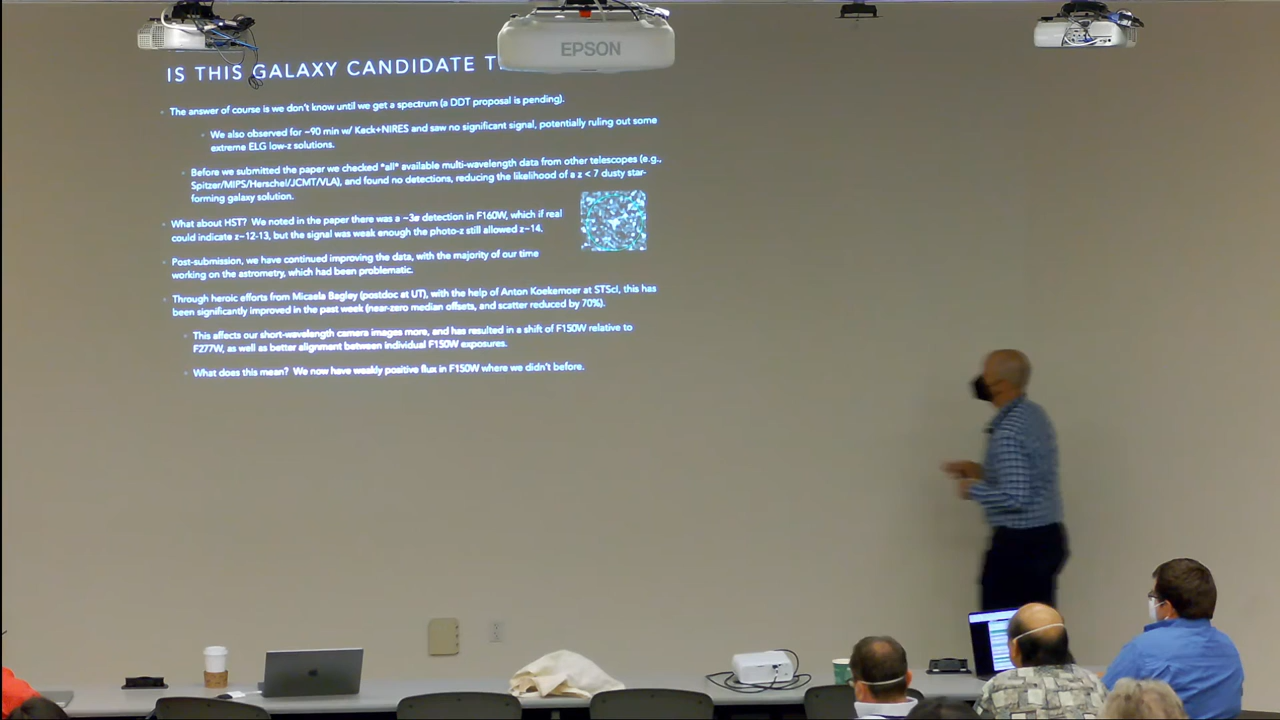 EPSON
IS THIS GALAXY CANDIDATE T
The answer of course is we don't know until we get a spectrum (a DDT proposal is pending).
We also observed for ~90 min w/ Keck+NIRES and saw no significant signal, potentially ruling out some
extreme ELG low-z solutions.
Before we submitted the paper we checked *all* available multi-wavelength data from other telescopes (e.g.,
Spitzer/MIPS/Herschel/JCMT/VLA), and found no detections, reducing the likelihood of a z < 7 dusty star-
forming galaxy solution.
What about HST? We noted in the paper there was a ~3σ detection in F160W, which if real
could indicate z~12-13, but the signal was weak enough the photo-z still allowed z~14.
Post-submission, we have continued improving the data, with the majority of our time
working on the astrometry, which had been problematic.
Through heroic efforts from Micaela Bagley (postdoc at UT), with the help of Anton Koekemoer at STScI, this has
been significantly improved in the past week (near-zero median offsets, and scatter reduced by 70%).
This affects our short-wavelength camera images more, and has resulted in a shift of F150W relative to
F277W, as well as better alignment between individual F150W exposures.
What does this mean? We now have weakly positive flux in F150W where we didn't before.